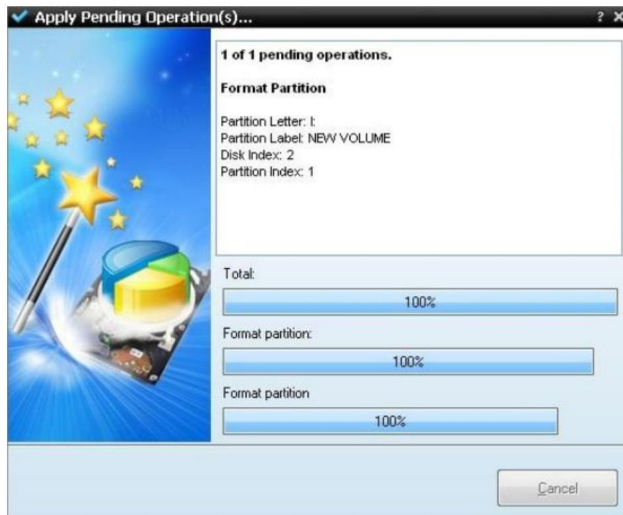 Apply Pending Operation(s)...
? X
1 of 1 pending operations.
Format Partition
Partition Letter: I:
Partition Label: NEW VOLUME
Disk Index: 2
Partition Index: 1
Total:
100%
Format partition:
100%
Format partition
100%
Cancel